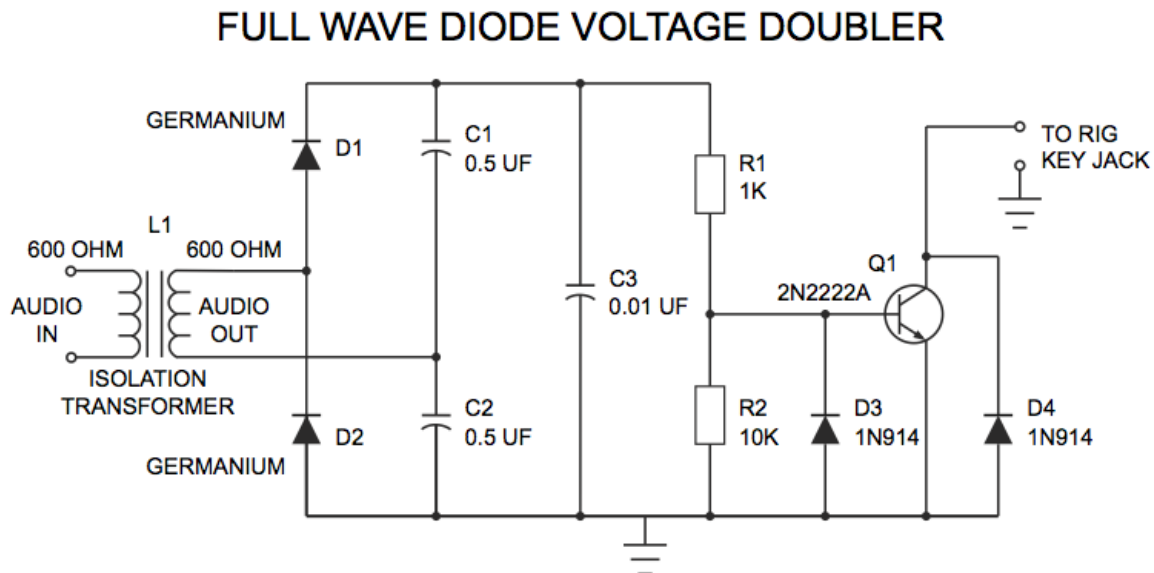 FULL WAVE DIODE VOLTAGE DOUBLER
GERMANIUM
D1
C1
0.5 UF
TO RIG
KEY JACK
R1
1K
L1
600 OHM
600 OHM
AUDIO
IN
AUDIO
OUT
ISOLATION
TRANSFORMER
C3
0.01 UF
Q1
2N2222A
D2
GERMANIUM
C2
0.5 UF
R2
10K
D3
1N914
D4
1N914